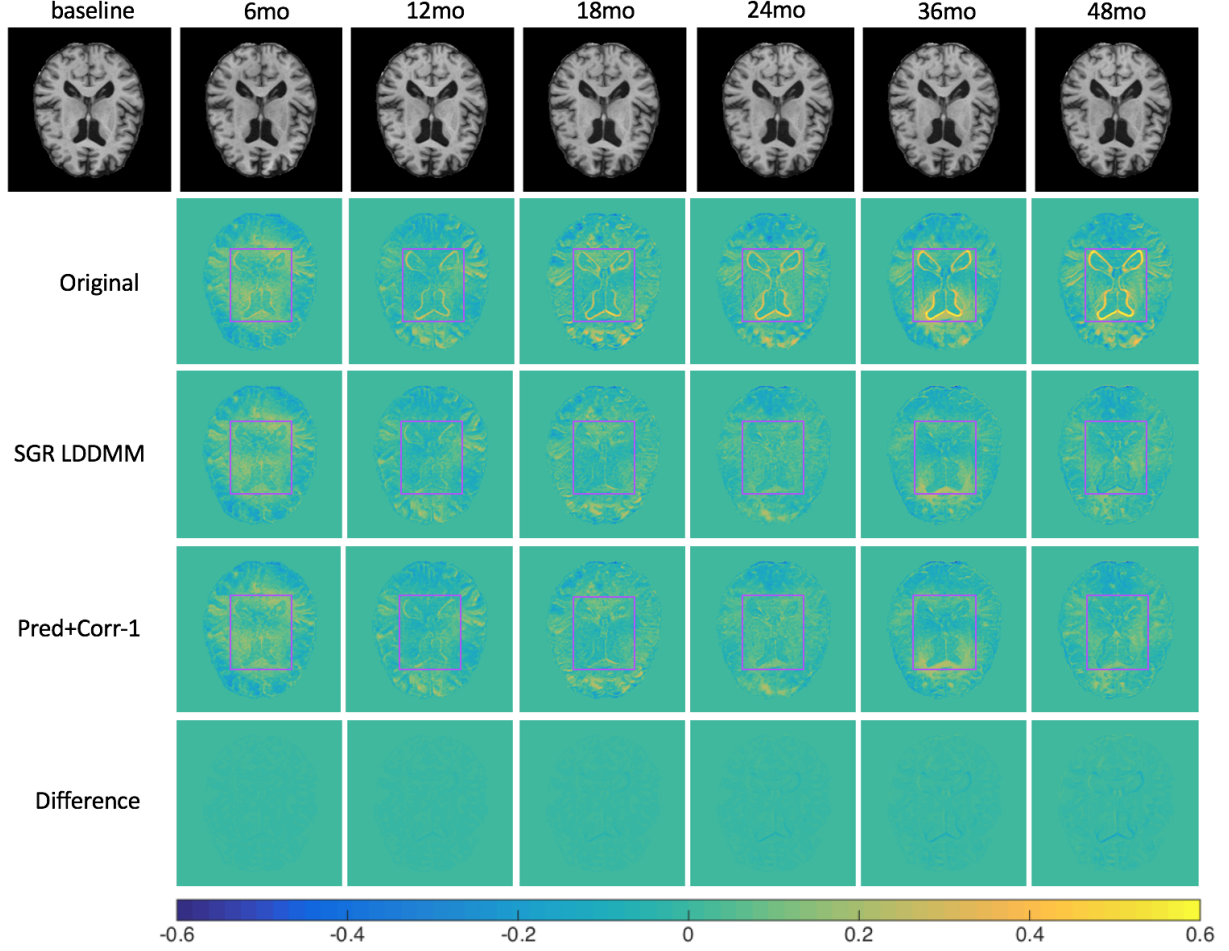 baseline 6mo 12mo 18mo 24mo 36mo 48mo
Original
SGR LDDMM
Pred+Corr-1
Difference
-0.6 -0.4 -0.2 0 0.2 0.4 0.6